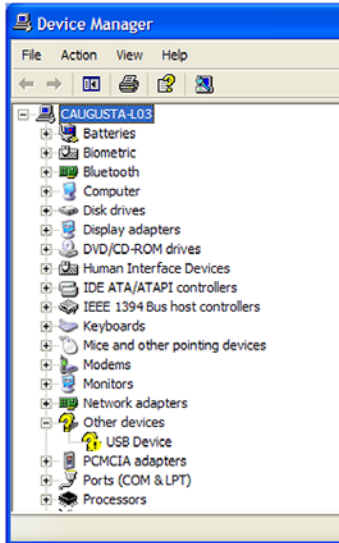 Device Manager
File Action View Help
CAUGUSTA-L03
Batteries
Biometric
Bluetooth
Computer
Disk drives
Display adapters
DVD/CD-ROM drives
Human Interface Devices
IDE ATA/ATAPI controllers
IEEE 1394 Bus host controllers
Keyboards
Mice and other pointing devices
Modems
Monitors
Network adapters
Other devices
USB Device
PCMCIA adapters
Ports (COM & LPT)
Processors